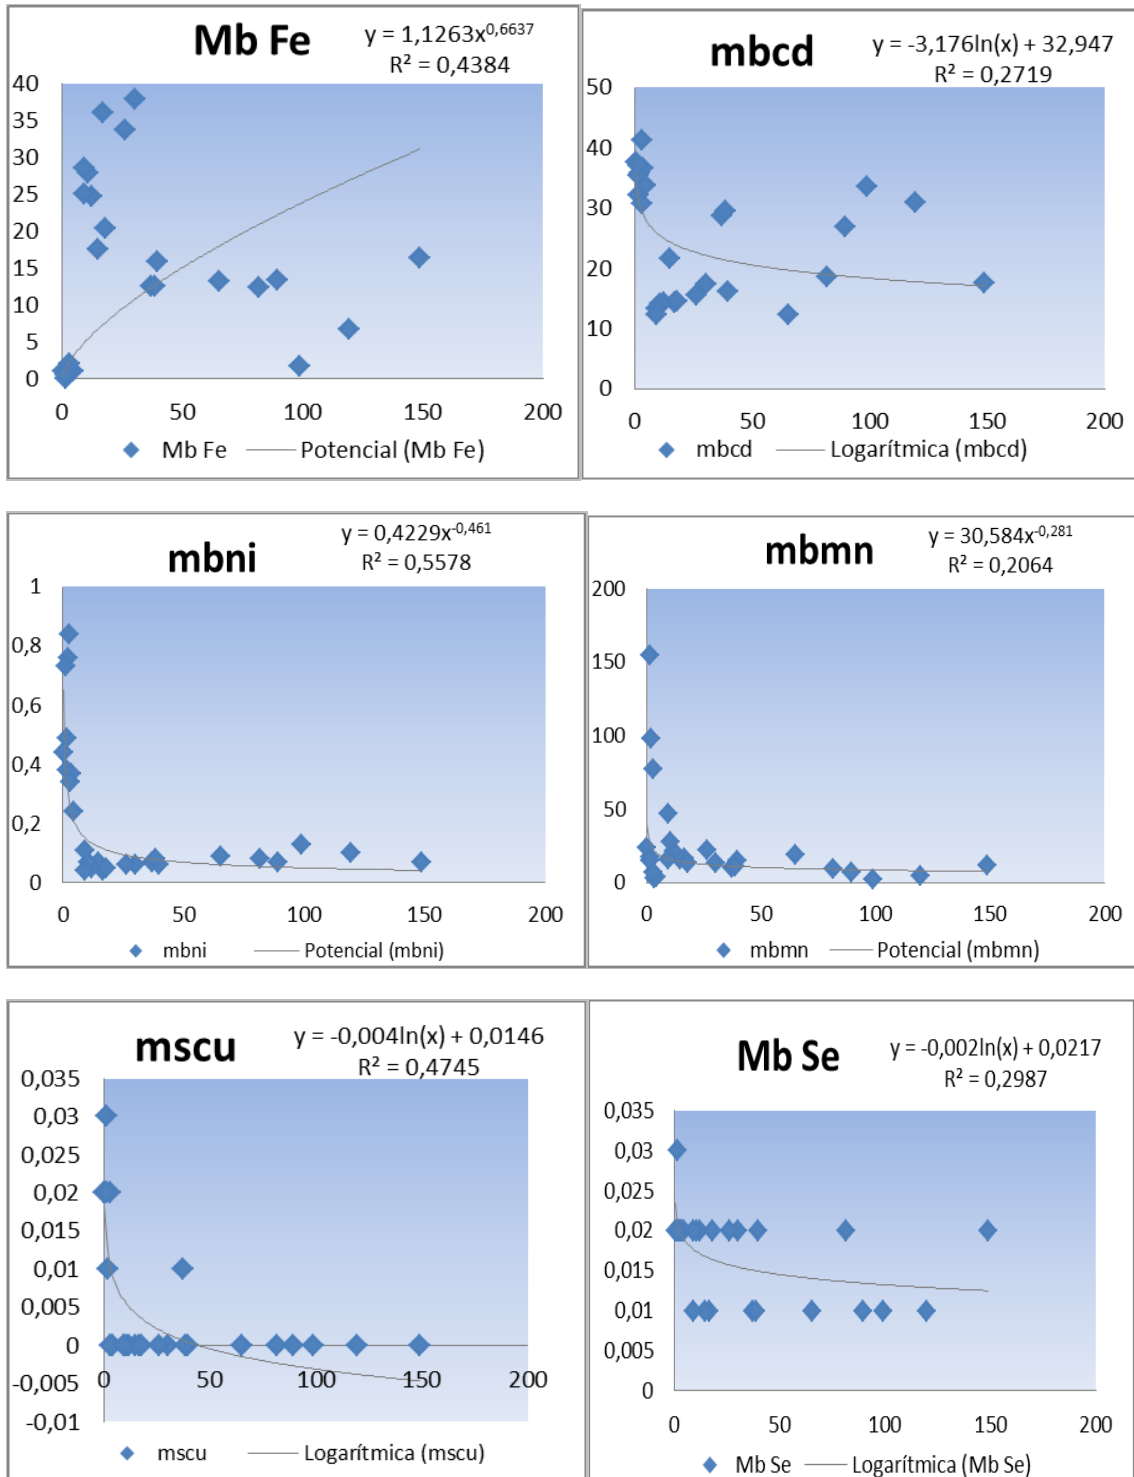 Mb Fe
y = 1,1263x^0,6637
R² = 0,4384
40
35
30
25
20
15
10
5
0
0 50 100 150 200
Mb Fe Potencial (Mb Fe)
mbcd
y = -3,176ln(x) + 32,947
R² = 0,2719
50
40
30
20
10
0
0 50 100 150 200
mbcd Logarítmica (mbcd)
mbni
y = 0,4229x^-0,461
R² = 0,5578
1
0,8
0,6
0,4
0,2
0
0 50 100 150 200
mbni Potencial (mbni)
mbmn
y = 30,584x^-0,281
R² = 0,2064
200
150
100
50
0
0 50 100 150 200
mbmn Potencial (mbmn)
mscu
y = -0,004ln(x) + 0,0146
R² = 0,4745
0,035
0,03
0,025
0,02
0,015
0,01
0,005
0
-0,005
-0,01
0 50 100 150 200
mscu Logarítmica (mscu)
Mb Se
y = -0,002ln(x) + 0,0217
R² = 0,2987
0,035
0,03
0,025
0,02
0,015
0,01
0,005
0
0 50 100 150 200
Mb Se Logarítmica (Mb Se)